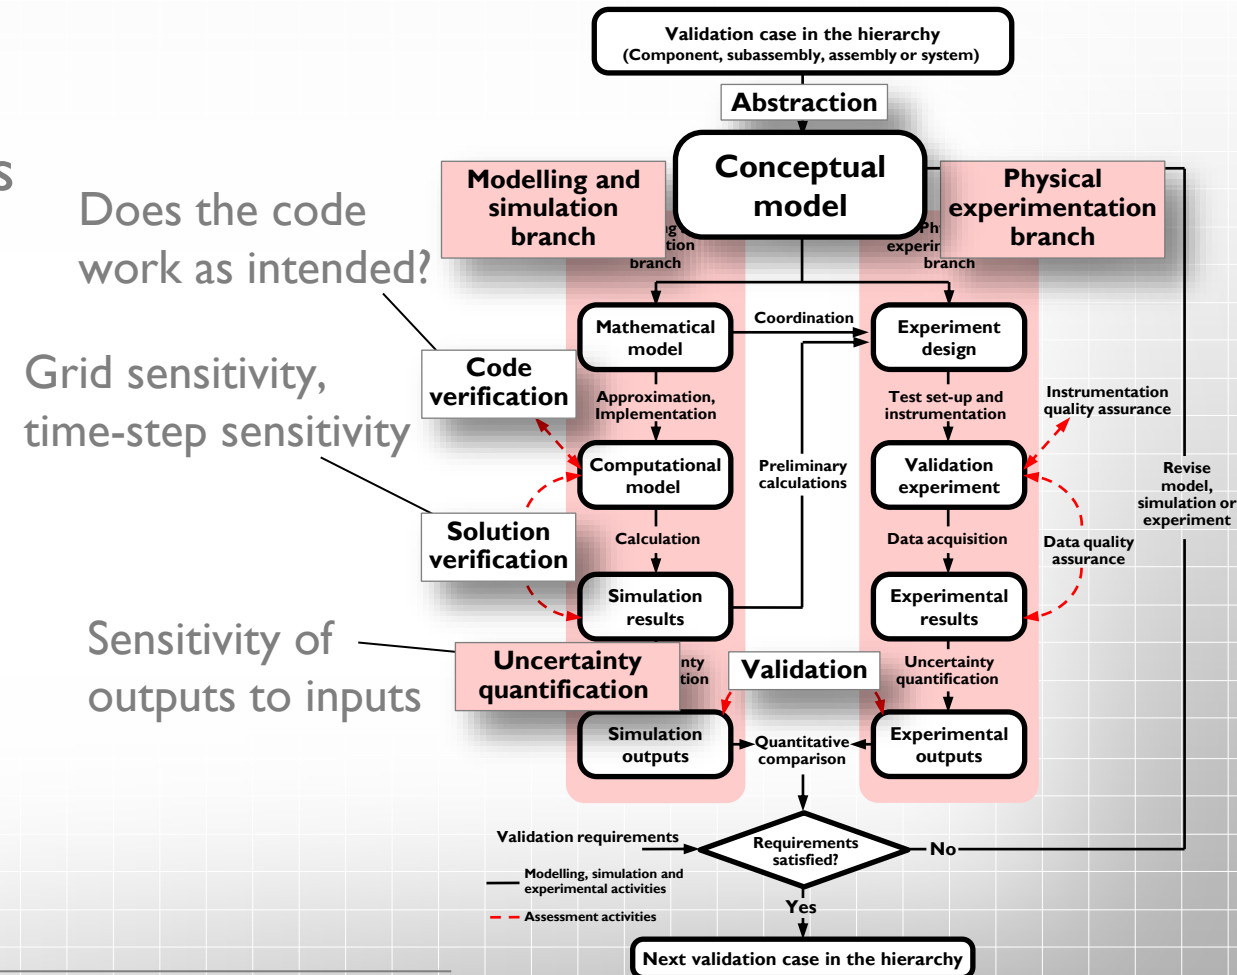 Validation case in the hierarchy
(Component, subassembly, assembly or system)
Abstraction
Conceptual
model
Modelling and
simulation
branch
Physical
experimentation
branch
branch
branch
s
Does the code
work as intended?
Mathematical
model
Coordination
Experiment
design
Code
verification
Grid sensitivity,
time-step sensitivity
Approximation,
Implementation
Test set-up and
instrumentation
Instrumentation
quality assurance
Computational
model
Preliminary
calculations
Validation
experiment
Revise
model,
simulation or
experiment
Solution
verification
Calculation
Data acquisition
Data quality
assurance
Simulation
results
Experimental
results
Sensitivity of
outputs to inputs
Uncertainty
quantification
Validation
Uncertainty
quantification
Simulation
outputs
Quantitative
comparison
Experimental
outputs
Validation requirements
Requirements
satisfied?
No
Modelling, simulation and
experimental activities
Assessment activities
Yes
Next validation case in the hierarchy